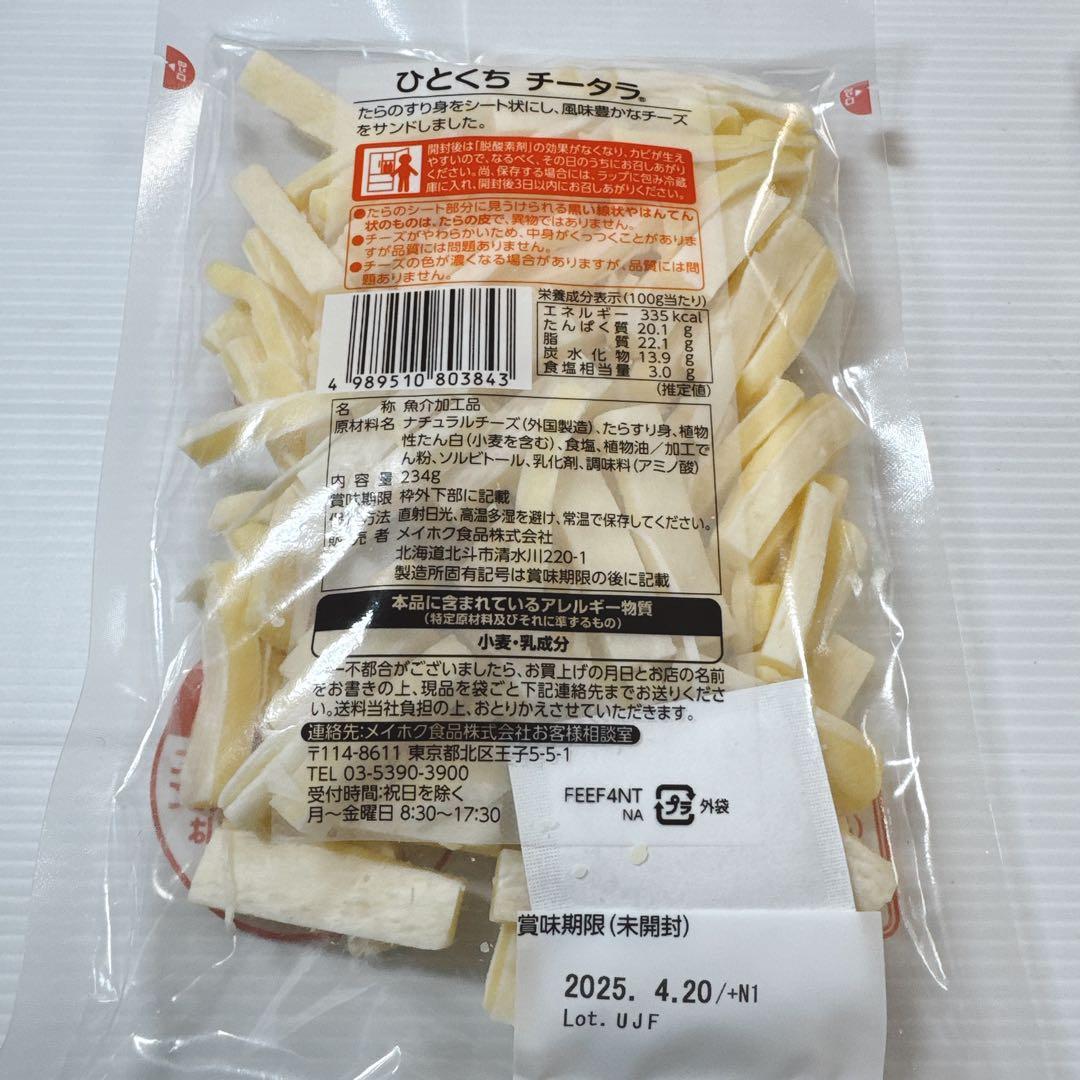 切り口
切り口
ひとくち チータラ®
たらのすり身をシート状にし、風味豊かなチーズ
をサンドしました。
開封後は「脱酸素剤」の効果がなくなり、カビが生え
やすいので、なるべく、その日のうちにお召しあがり
ください。尚、保存する場合には、ラップに包み冷蔵
庫に入れ、開封後3日以内にお召しあがりください。
●たらのシート部分に見うけられる黒い線状やはんてん
状のものは、たらの皮で、異物ではありません。
●チーズがやわらかいため、中身がくっつくことがありま
すが品質には問題ありません。
●チーズの色が濃くなる場合がありますが、品質には問
題ありません。
4 989510 803843
栄養成分表示(100g当たり)
エネルギー 335 kcal
たんぱく質 20.1 g
脂質 22.1 g
炭水化物 13.9 g
食塩相当量 3.0 g
(推定値)
名称 魚介加工品
原材料名 ナチュラルチーズ(外国製造)、たらすり身、植物
性たん白(小麦を含む)、食塩、植物油/加工で
ん粉、ソルビトール、乳化剤、調味料(アミノ酸)
内容量 234g
賞味期限 枠外下部に記載
方法 直射日光、高温多湿を避け、常温で保存してください。
販売者 メイホク食品株式会社
北海道北斗市清水川220-1
製造所固有記号は賞味期限の後に記載
本品に含まれているアレルギー物質
(特定原材料及びそれに準ずるもの)
小麦・乳成分
一不都合がございましたら、お買上げの月日とお店の名前
をお書きの上、現品を袋ごと下記連絡先までお送りくださ
い。送料当社負担の上、おとりかえさせていただきます。
連絡先:メイホク食品株式会社お客様相談室
〒114-8611 東京都北区王子5-5-1
TEL 03-5390-3900
受付時間:祝日を除く
月～金曜日 8:30～17:30
FEEF4NT
NA
プラ 外袋
賞味期限(未開封)
2025. 4.20/+N1
Lot. UJF